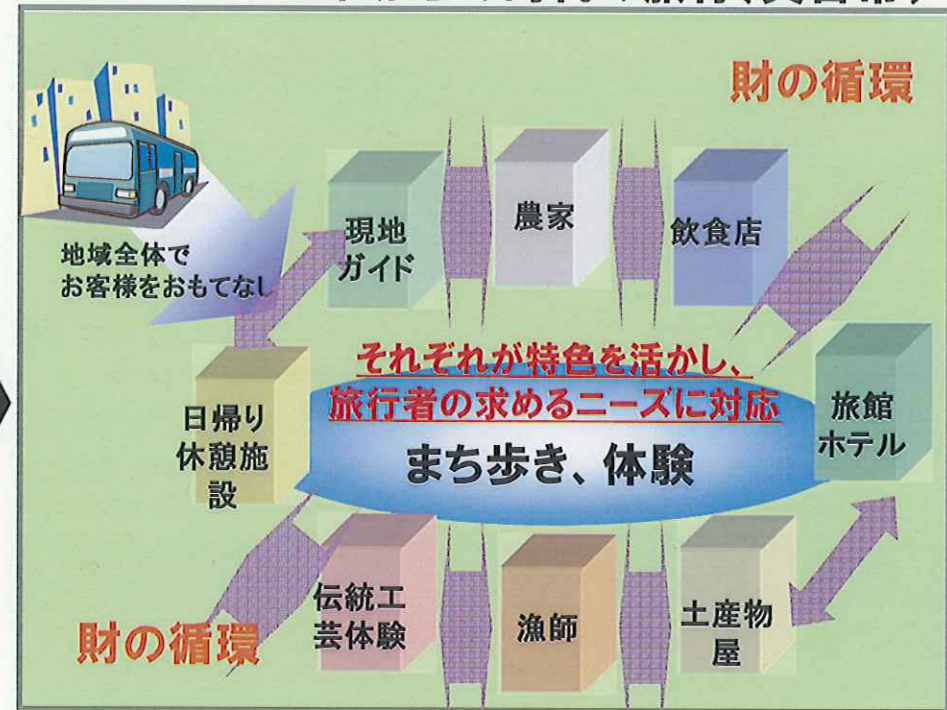 財の循環
地域全体で
お客様をおもてなし
現地
ガイド
農家
飲食店
それぞれが特色を活かし、
旅行者の求めるニーズに対応
まち歩き、体験
日帰り
休憩施
設
旅館
ホテル
伝統工
芸体験
漁師
土産物
屋
財の循環